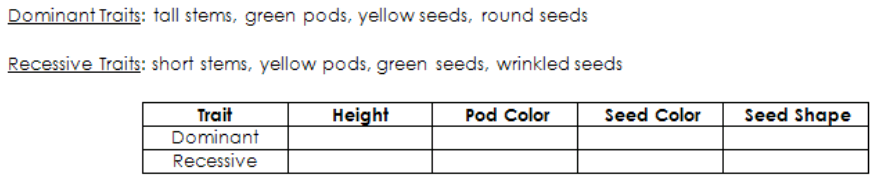 Dominant Traits: tall stems, green pods, yellow seeds, round seeds
Recessive Traits: short stems, yellow pods, green seeds, wrinkled seeds
Trait Height Pod Color Seed Color Seed Shape
Dominant
Recessive